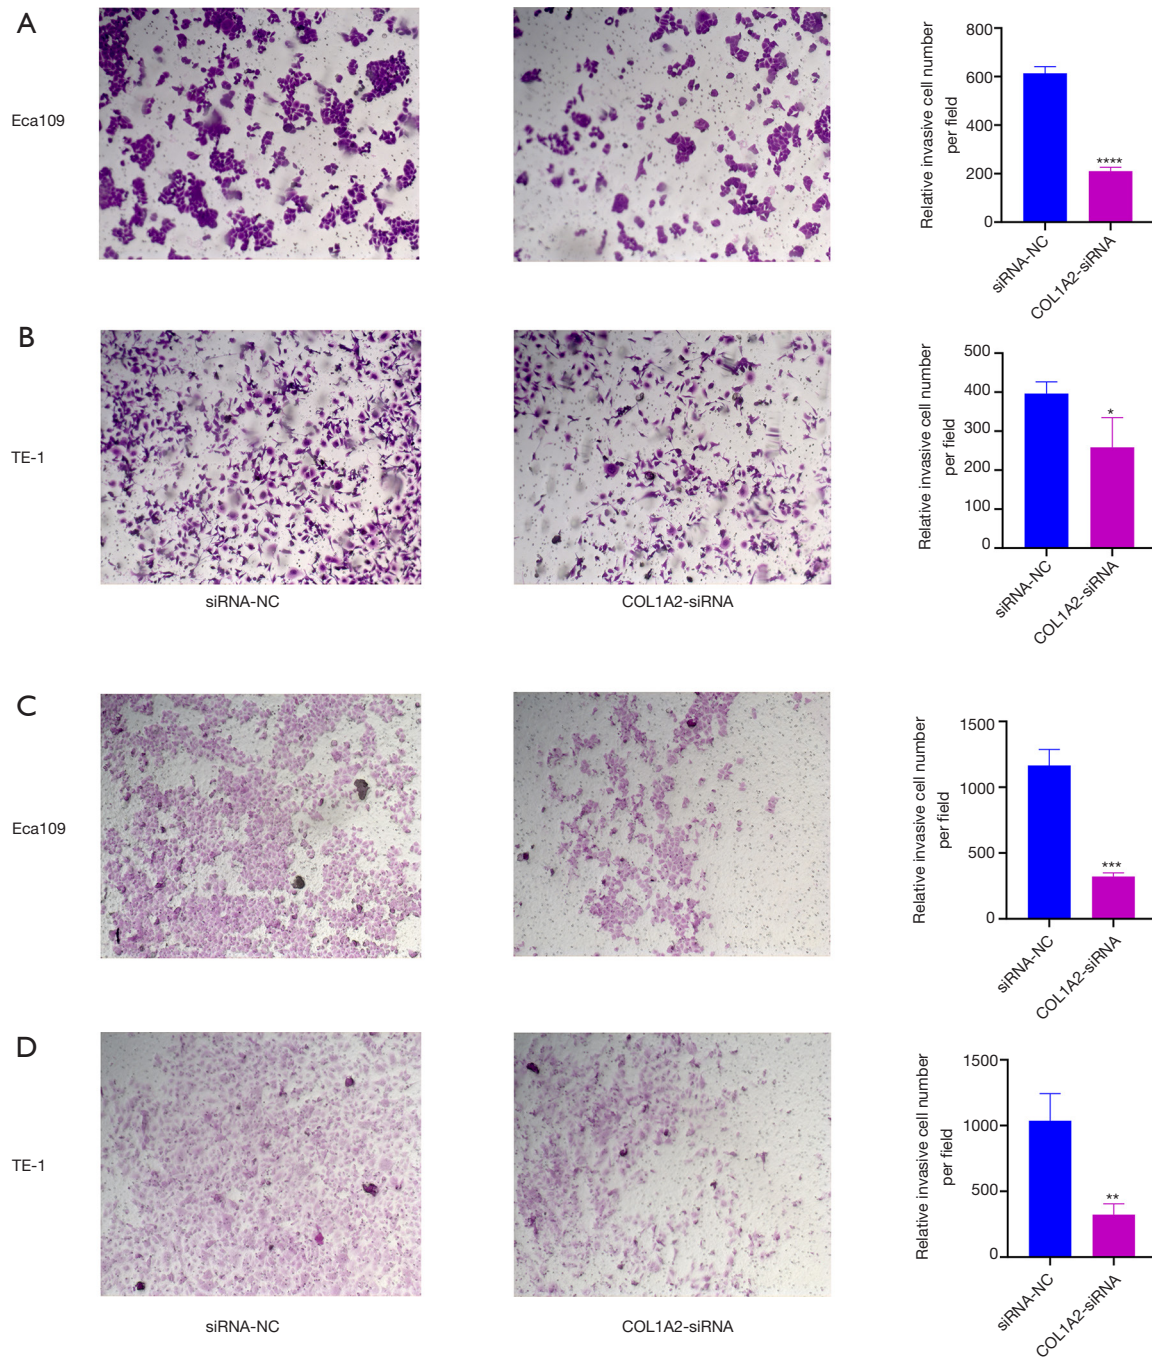 A
Eca109
Relative invasive cell number
per field
800
600
400
200
0
****
siRNA-NC
COL1A2-siRNA
B
TE-1
siRNA-NC
COL1A2-siRNA
Relative invasive cell number
per field
500
400
300
200
100
0
*
siRNA-NC
COL1A2-siRNA
C
Eca109
Relative invasive cell number
per field
1500
1000
500
0
***
siRNA-NC
COL1A2-siRNA
D
TE-1
siRNA-NC
COL1A2-siRNA
Relative invasive cell number
per field
1500
1000
500
0
**
siRNA-NC
COL1A2-siRNA